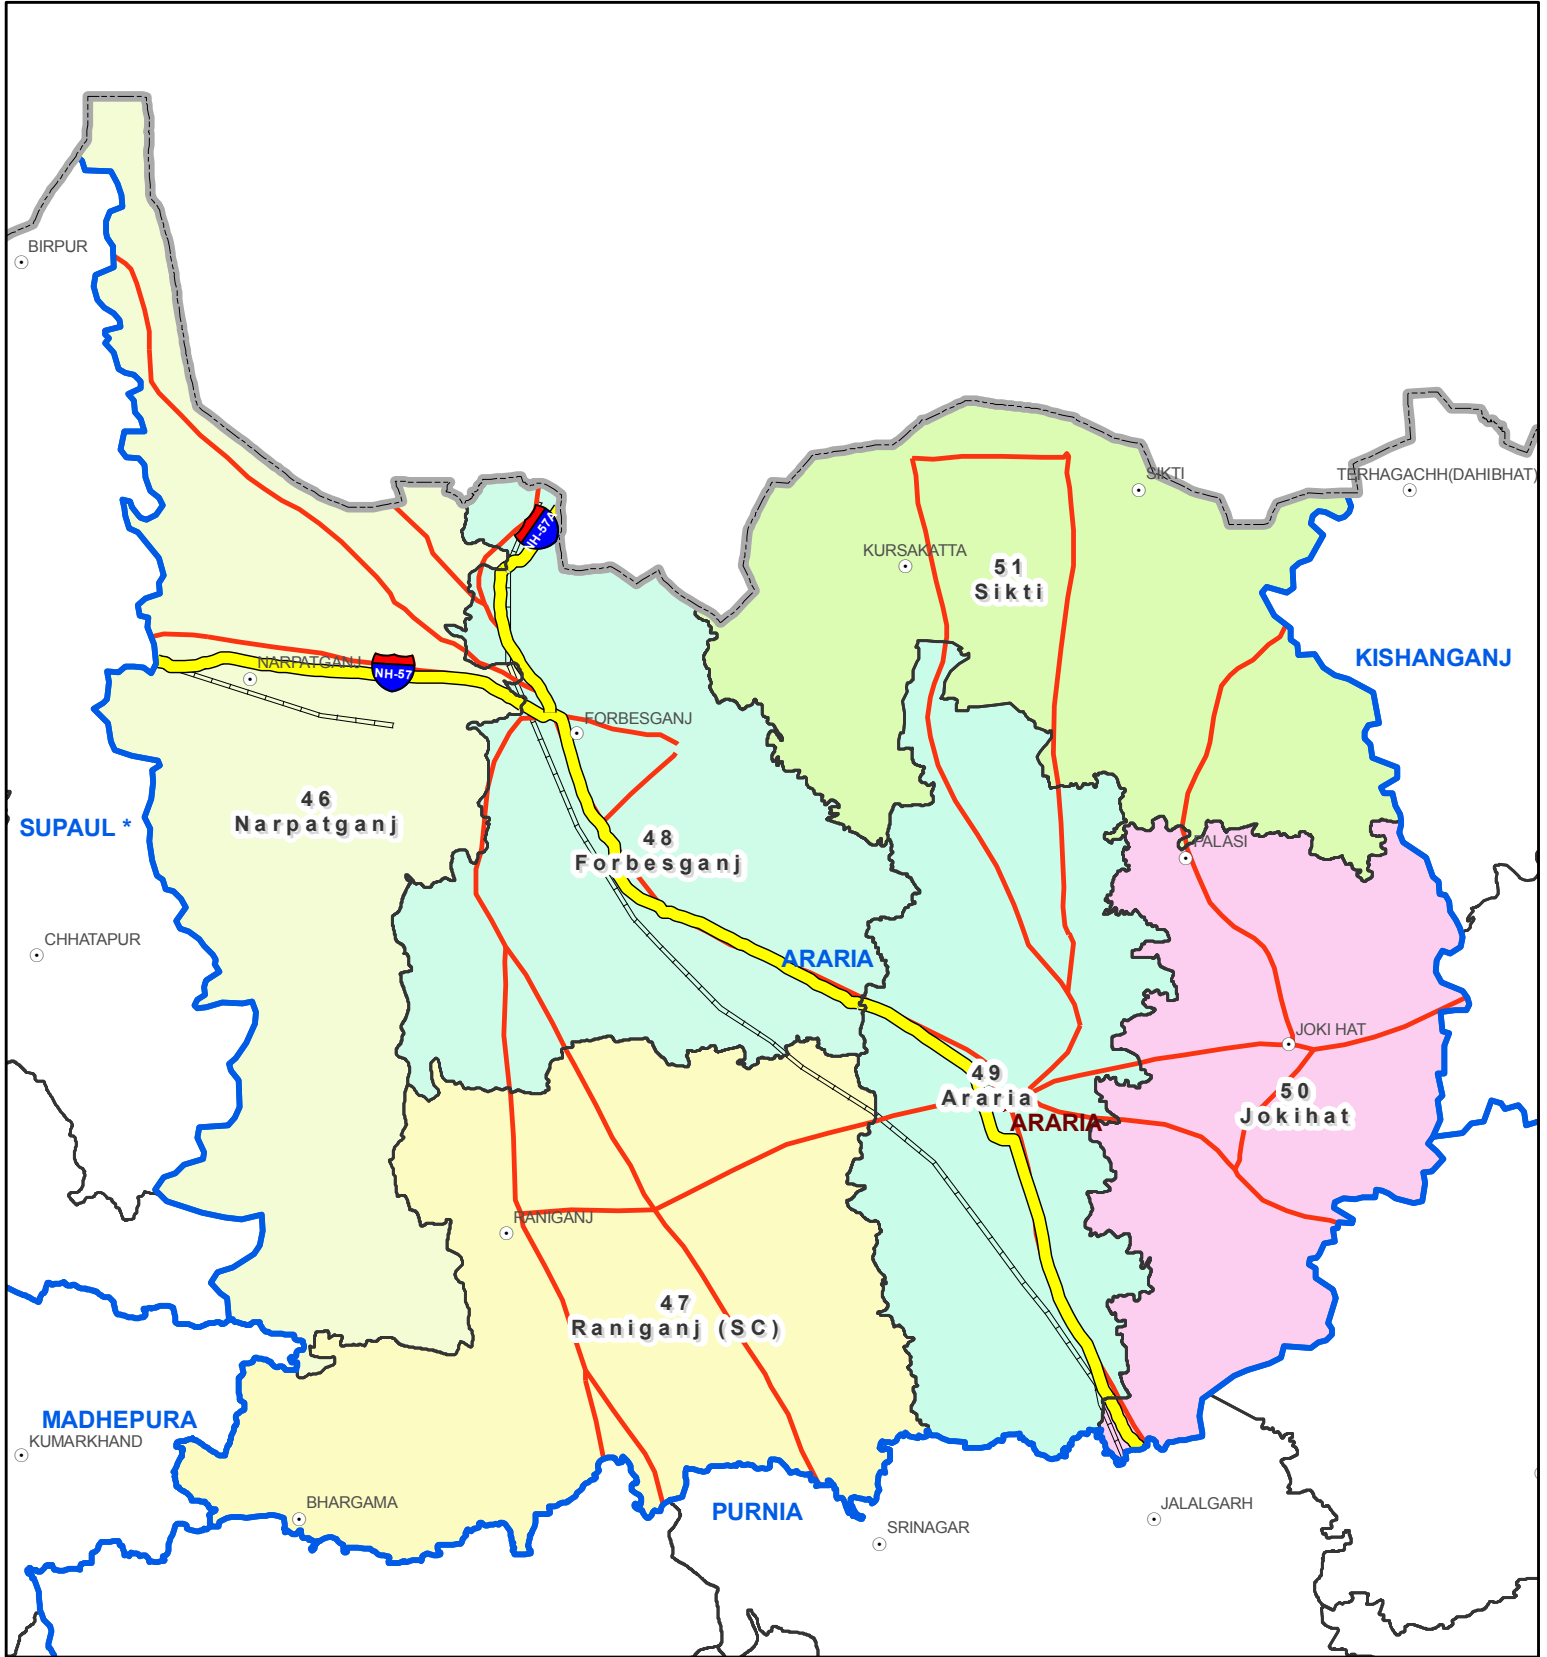 BIRPUR
SIKTI
TERHAGACHH(DAHIBHAT)
NH-57A
KURSAKATTA
51
Sikti
KISHANGANJ
NARPATGANJ
NH-57
FORBESGANJ
46
Narpatganj
SUPAUL *
48
Forbesganj
PALASI
CHHATAPUR
ARARIA
JOKI HAT
49
Araria
ARARIA
50
Jokihat
RANIGANJ
47
Raniganj (SC)
MADHEPURA
KUMARKHAND
BHARGAMA
PURNIA
JALALGARH
SRINAGAR